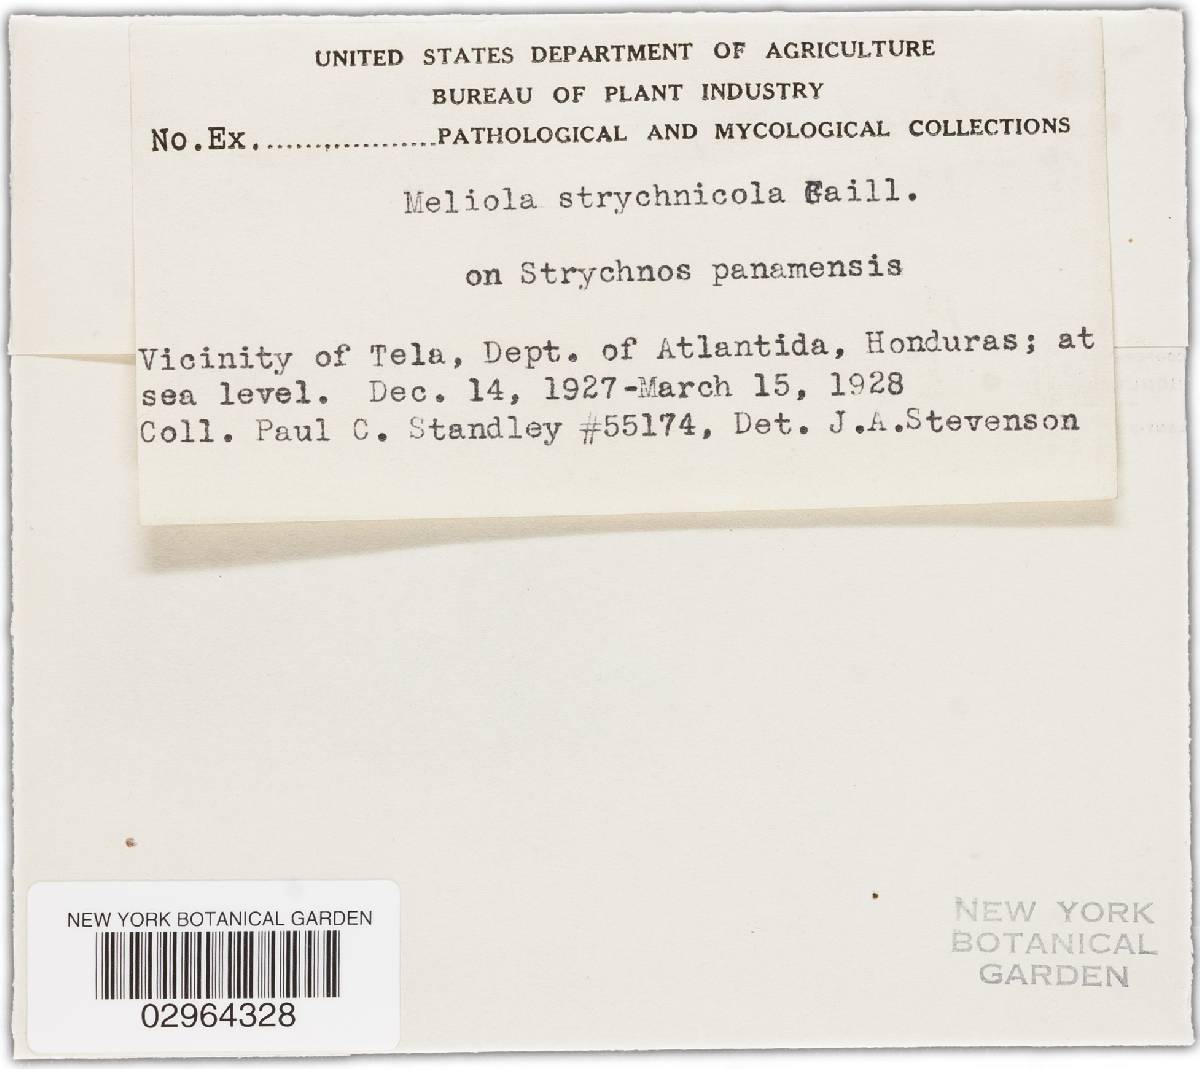 UNITED STATES DEPARTMENT OF AGRICULTURE
BUREAU OF PLANT INDUSTRY
No. Ex. .................. PATHOLOGICAL AND MYCOLOGICAL COLLECTIONS
Meliola strychnicola Gaill.
on Strychnos panamensis
Vicinity of Tela, Dept. of Atlantida, Honduras; at
sea level. Dec. 14, 1927-March 15, 1928
Coll. Paul C. Standley #55174, Det. J.A.Stevenson
NEW YORK BOTANICAL GARDEN
02964328
NEW YORK
BOTANICAL
GARDEN